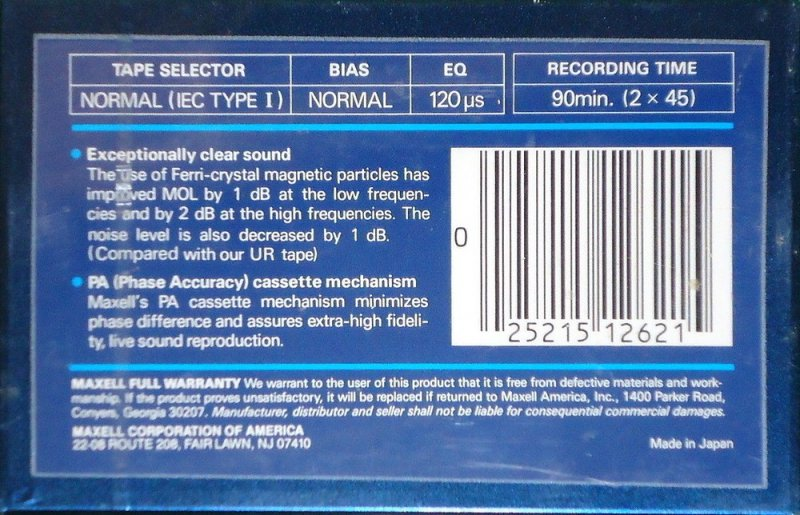 TAPE SELECTOR BIAS EQ RECORDING TIME
NORMAL (IEC TYPE I) NORMAL 120μs 90min. (2 × 45)
• Exceptionally clear sound
The use of Ferri-crystal magnetic particles has
improved MOL by 1 dB at the low frequen-
cies and by 2 dB at the high frequencies. The
noise level is also decreased by 1 dB.
(Compared with our UR tape)
• PA (Phase Accuracy) cassette mechanism
Maxell's PA cassette mechanism minimizes
phase difference and assures extra-high fideli-
ty, live sound reproduction.
0 25215 12621
MAXELL FULL WARRANTY We warrant to the user of this product that it is free from defective materials and work-
manship. If the product proves unsatisfactory, it will be replaced if returned to Maxell America, Inc., 1400 Parker Road,
Conyers, Georgia 30207. Manufacturer, distributor and seller shall not be liable for consequential commercial damages.
MAXELL CORPORATION OF AMERICA
22-08 ROUTE 208, FAIR LAWN, NJ 07410
Made in Japan